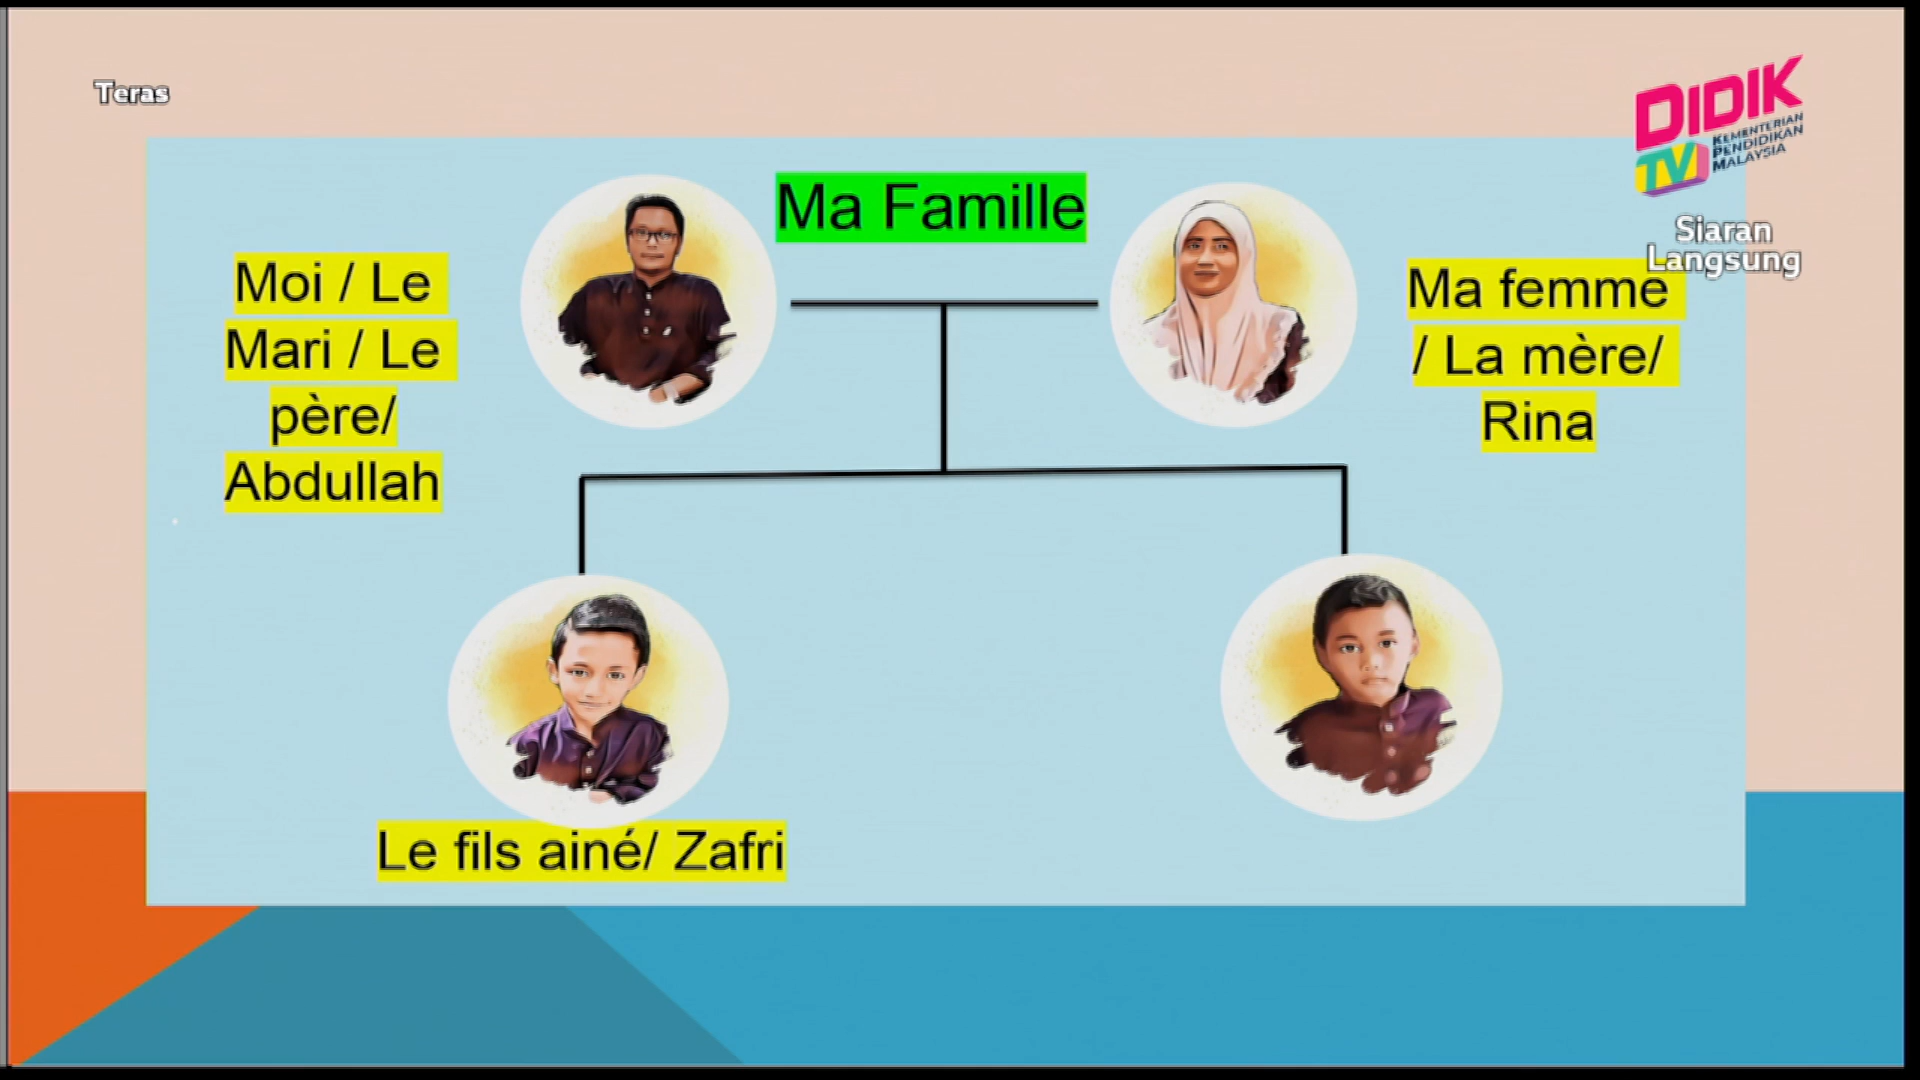 Teras
DIDIK
TV
KEMENTERIAN
PENDIDIKAN
MALAYSIA
Siaran
Langsung
Ma Famille
Moi / Le
Mari / Le
père/
Abdullah
Ma femme
/ La mère/
Rina
Le fils ainé/ Zafri